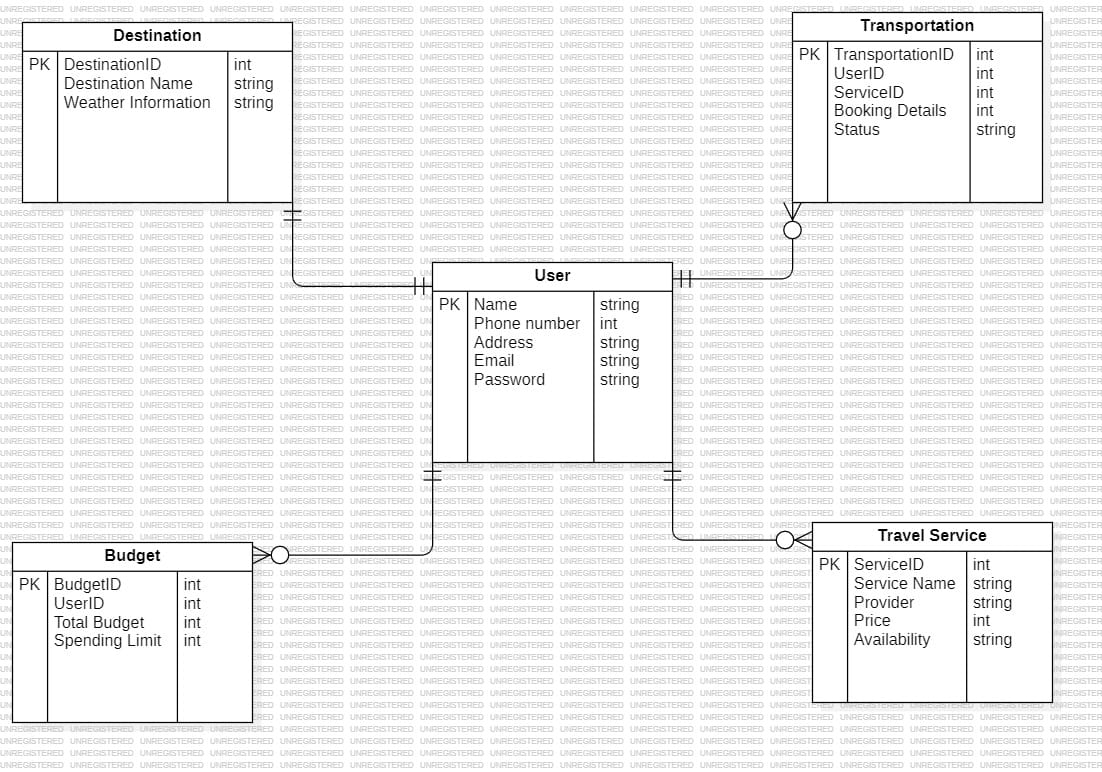 Destination
PK DestinationID int
Destination Name string
Weather Information string
Transportation
PK TransportationID int
UserID int
ServiceID int
Booking Details int
Status string
User
PK Name string
Phone number int
Address string
Email string
Password string
Budget
PK BudgetID int
UserID int
Total Budget int
Spending Limit int
Travel Service
PK ServiceID int
Service Name string
Provider string
Price int
Availability string
UNREGISTERED